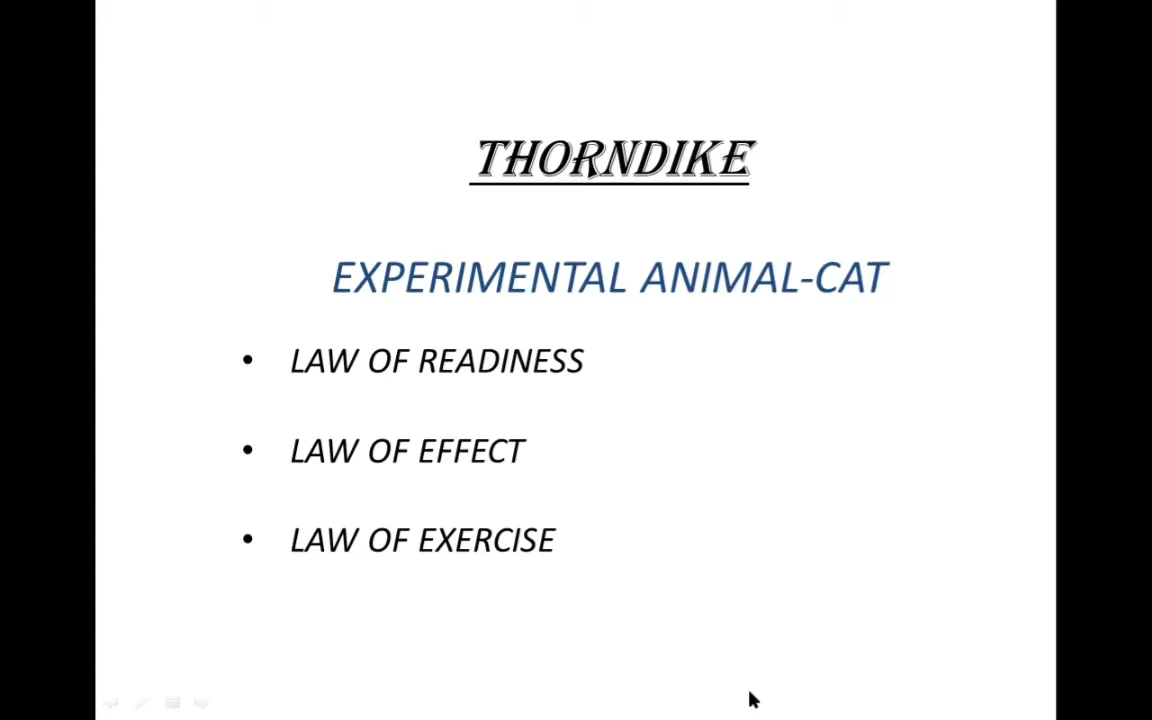 THORNDIKE
EXPERIMENTAL ANIMAL-CAT
• LAW OF READINESS
• LAW OF EFFECT
• LAW OF EXERCISE